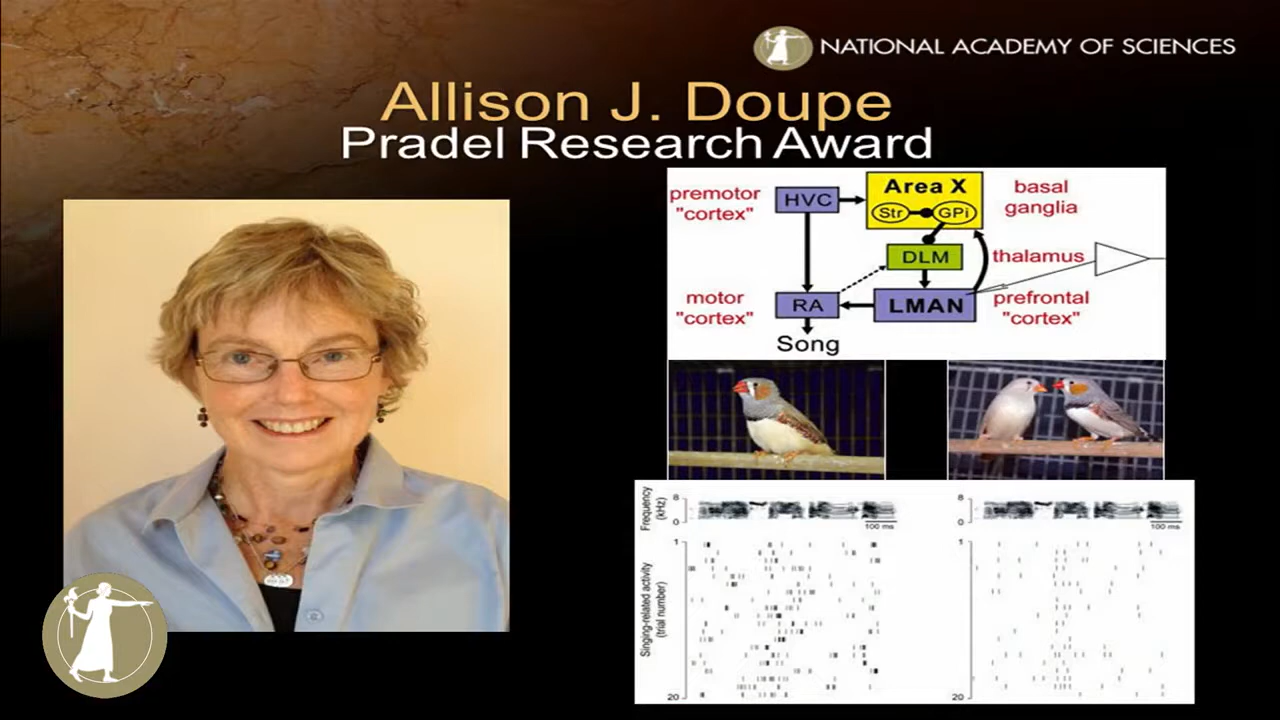 NATIONAL ACADEMY OF SCIENCES
Allison J. Doupe
Pradel Research Award
premotor
"cortex"
HVC
Area X
Str
GPi
basal
ganglia
DLM
thalamus
motor
"cortex"
RA
LMAN
prefrontal
"cortex"
Song
Frequency
(kHz)
8
0
100 ms
8
0
100 ms
Singing-related activity
(trial number)
1
20
1
20